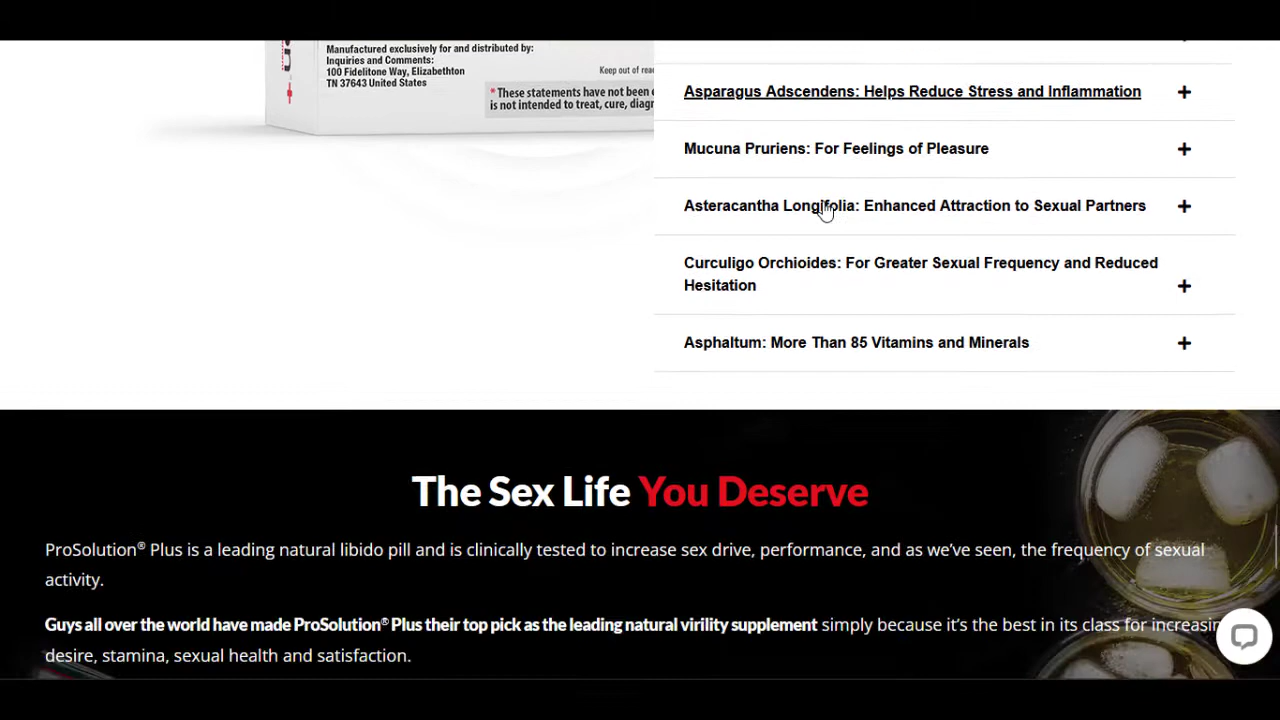 Manufactured exclusively for and distributed by:
Inquiries and Comments:
100 Fidelitone Way, Elizabethton
TN 37643 United States
Keep out of rea
* These statements have not been
is not intended to treat, cure, diagn
Asparagus Adscendens: Helps Reduce Stress and Inflammation
Mucuna Pruriens: For Feelings of Pleasure
Asteracantha Longifolia: Enhanced Attraction to Sexual Partners
Curculigo Orchioides: For Greater Sexual Frequency and Reduced
Hesitation
Asphaltum: More Than 85 Vitamins and Minerals
The Sex Life You Deserve
ProSolution® Plus is a leading natural libido pill and is clinically tested to increase sex drive, performance, and as we’ve seen, the frequency of sexual
activity.
Guys all over the world have made ProSolution® Plus their top pick as the leading natural virility supplement simply because it’s the best in its class for increasin
desire, stamina, sexual health and satisfaction.